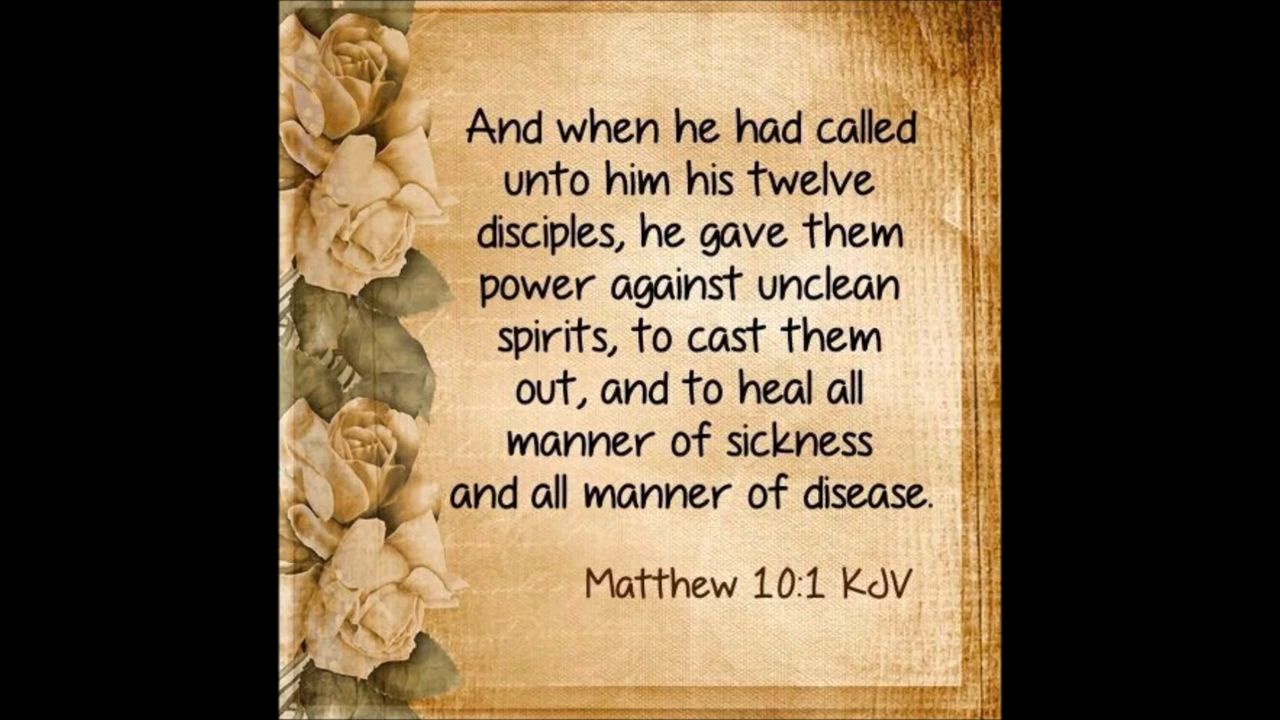 And when he had called
unto him his twelve
disciples, he gave them
power against unclean
spirits, to cast them
out, and to heal all
manner of sickness
and all manner of disease.
Matthew 10:1 KJV